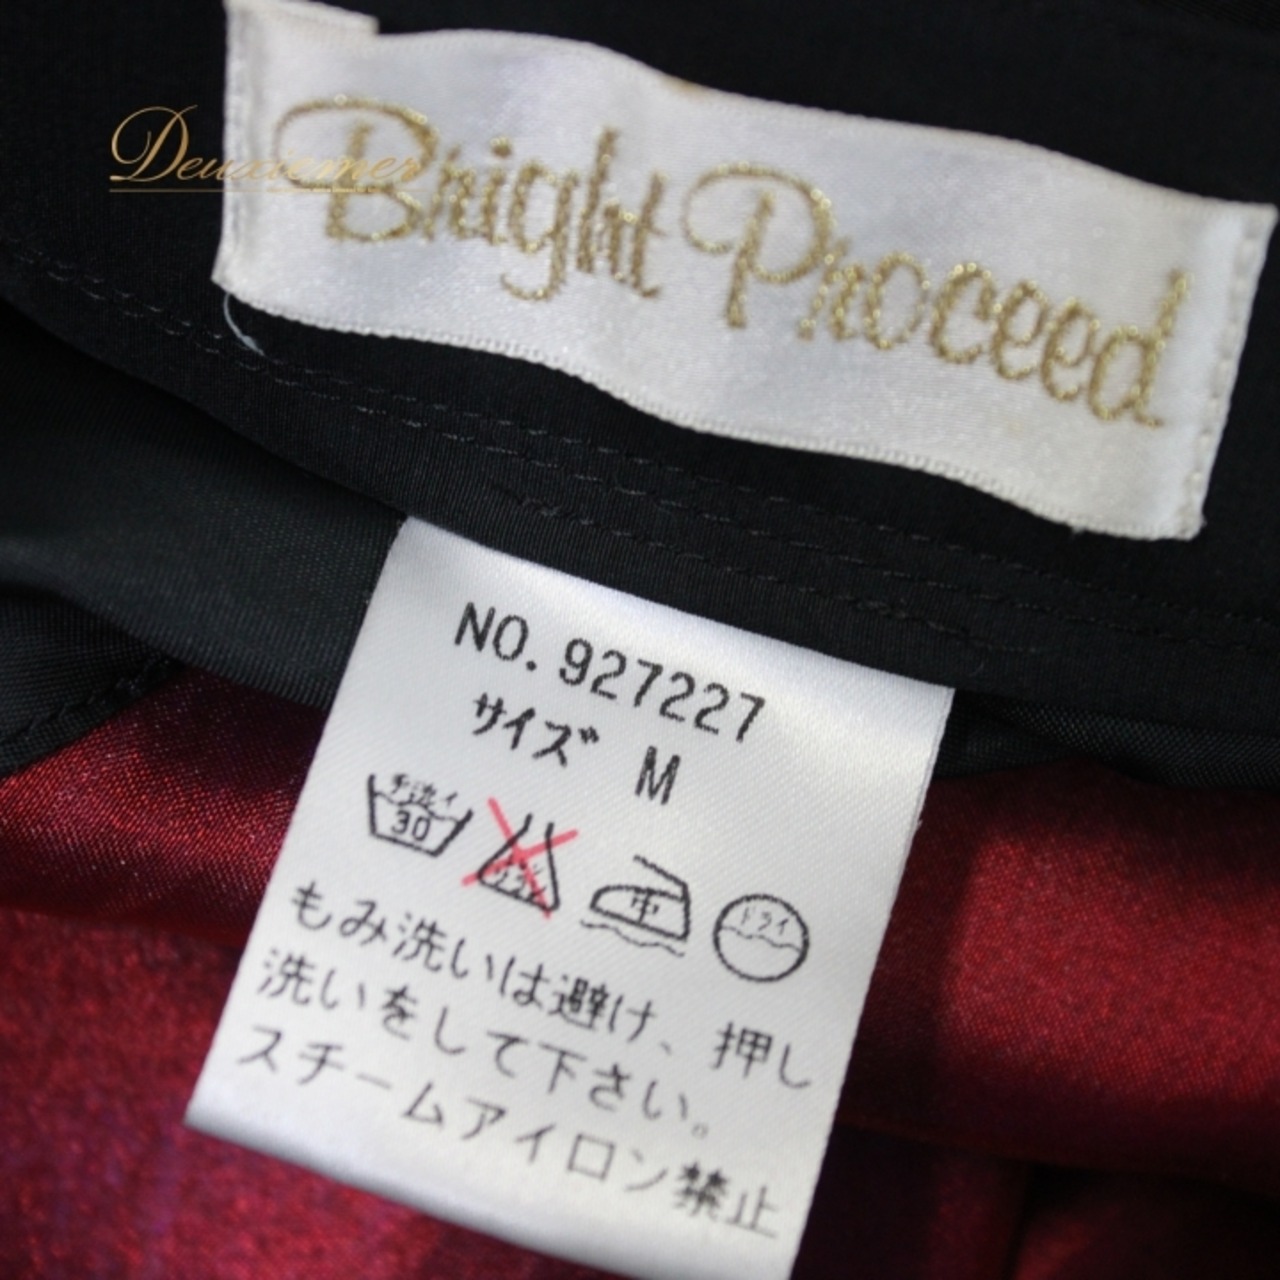 Deuxiemer
Bright Proceed
NO. 927227
サイズ M
手洗イ
30
中
ドライ
もみ洗いは避け、押し
洗いをして下さい。
スチームアイロン禁止